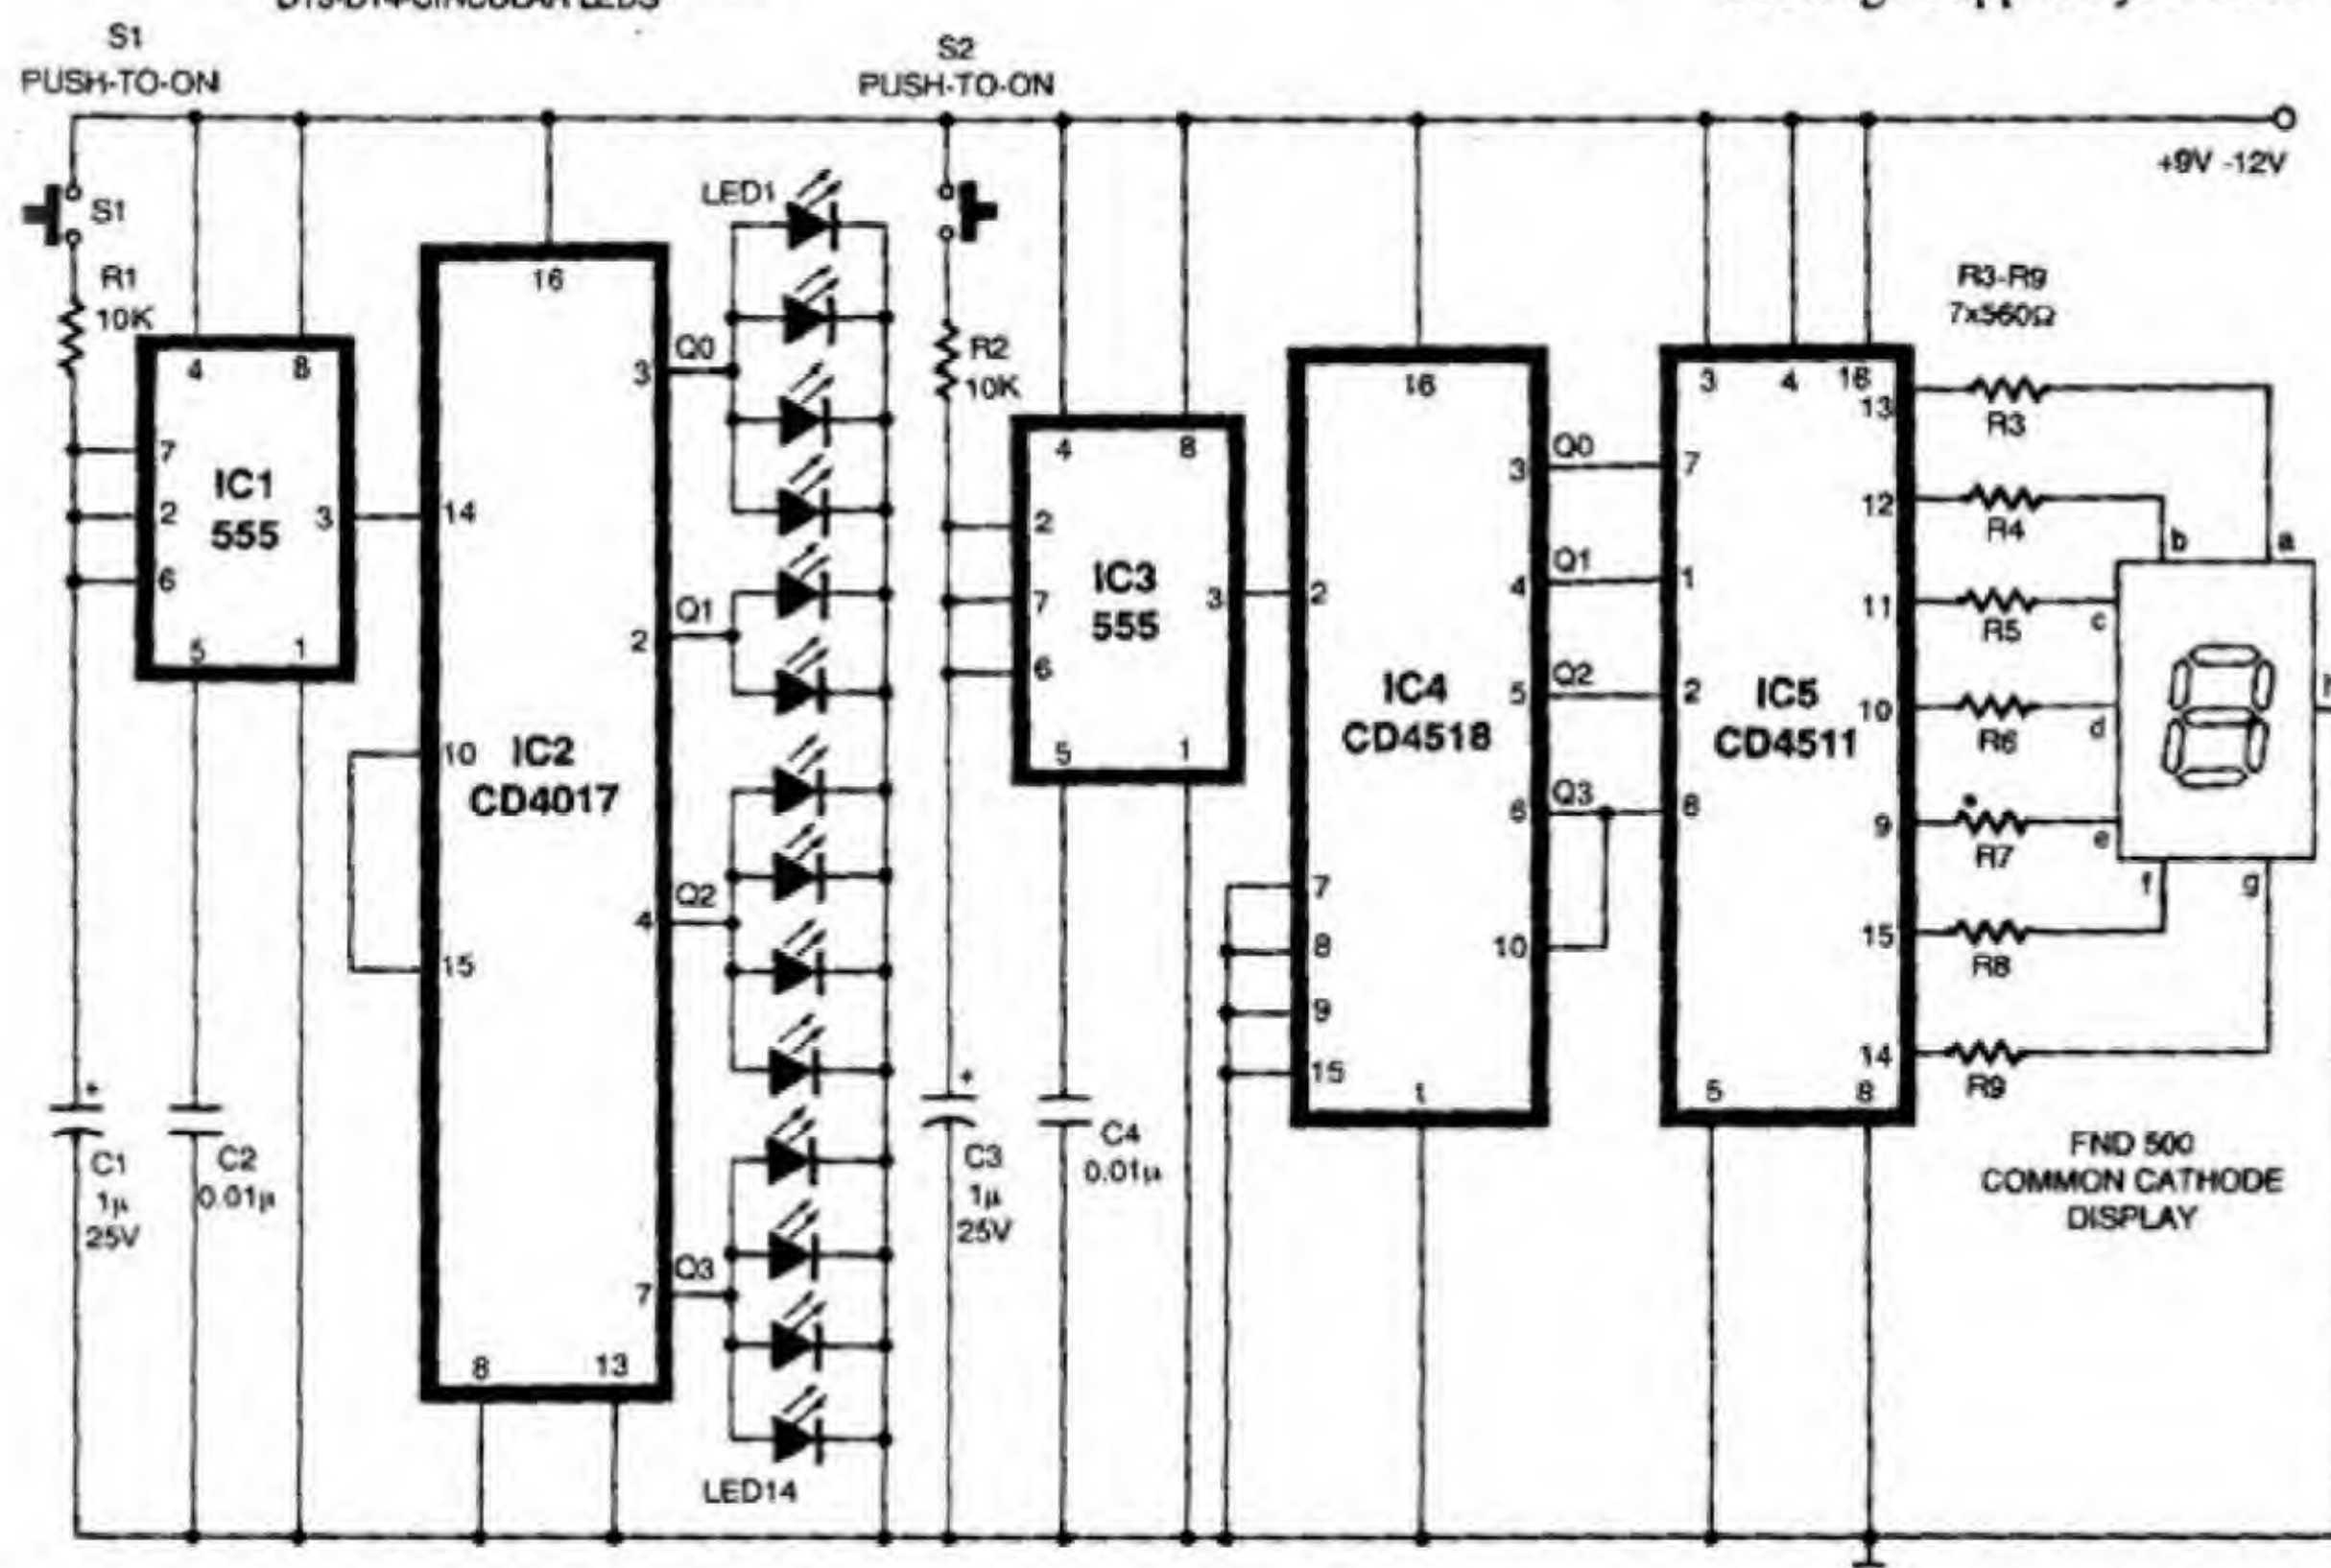 S1
PUSH-TO-ON
S2
PUSH-TO-ON
+9V -12V
S1
R1
10K
4 8
7
2
6
IC1
555
3
5 1
C1
1µ
25V
C2
0.01µ
16
14
10
15
IC2
CD4017
3
2
4
7
8 13
Q0
Q1
Q2
Q3
LED1
LED14
R2
10K
4 8
2
7
6
IC3
555
3
5 1
C3
1µ
25V
C4
0.01µ
16
2
7
8
9
15
IC4
CD4518
3
4
5
6
10
1
Q0
Q1
Q2
Q3
3 4 16
7
1
2
6
IC5
CD4511
13
12
11
10
9
15
14
5 8
R3-R9
7x560Ω
R3
R4
R5
R6
R7
R8
R9
b a
c
d
e
f g
FND 500
COMMON CATHODE
DISPLAY